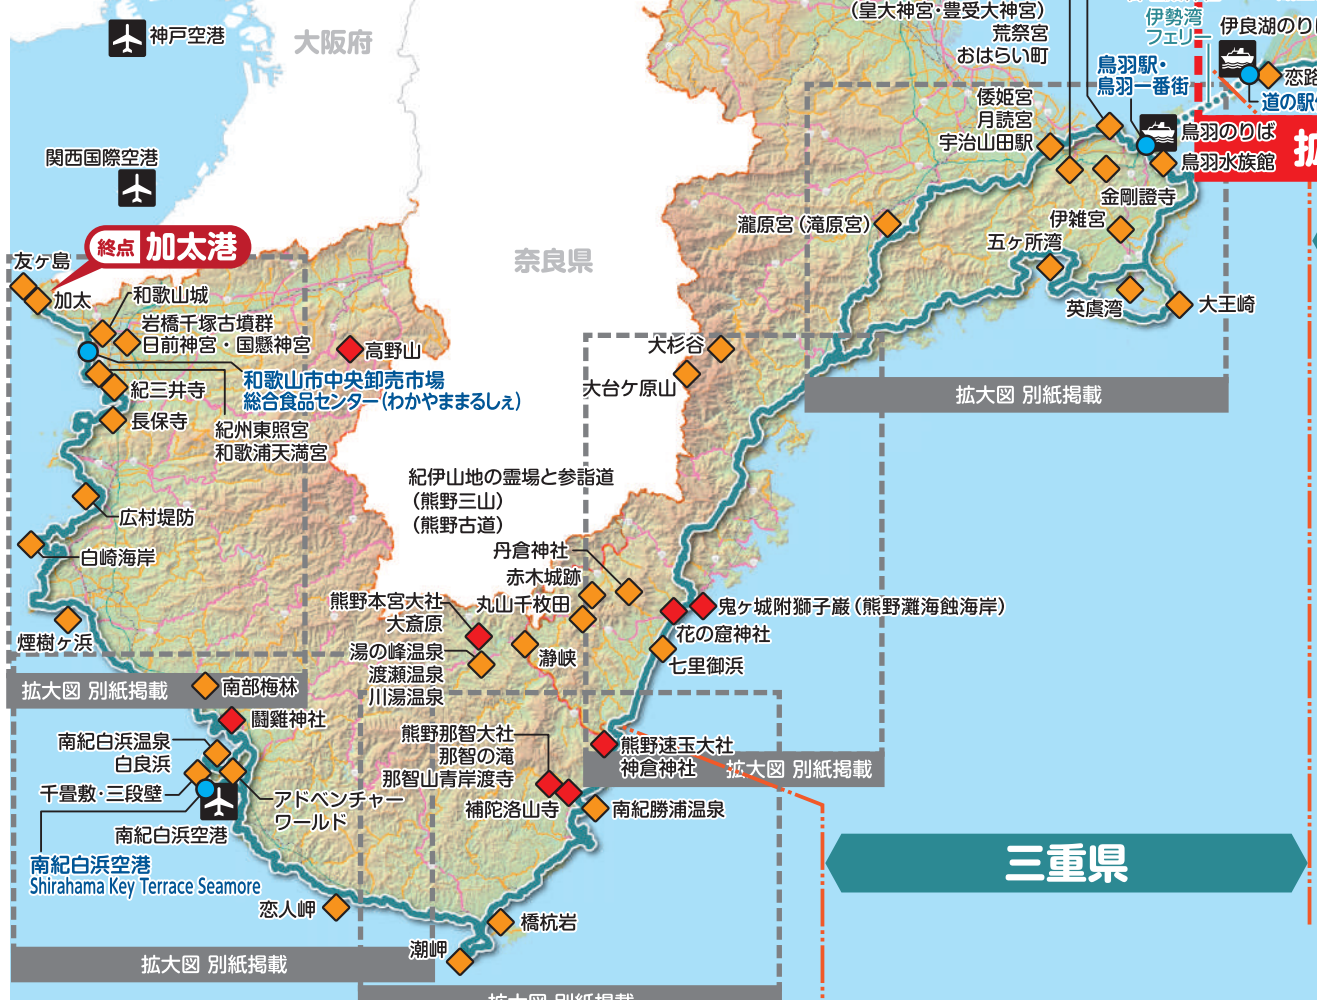 神戸空港
大阪府
(皇大神宮・豊受大神宮)
荒祭宮
おはらい町
伊勢湾
フェリー
伊良湖のりば
鳥羽駅・
鳥羽一番街
恋路
道の駅
倭姫宮
月読宮
宇治山田駅
鳥羽のりば
鳥羽水族館
拡
関西国際空港
金剛證寺
瀧原宮(滝原宮)
伊雑宮
五ヶ所湾
終点 加太港
奈良県
友ヶ島
加太
和歌山城
英虞湾
大王崎
岩橋千塚古墳群
日前神宮・国懸神宮
高野山
大杉谷
大台ケ原山
和歌山市中央卸売市場
総合食品センター(わかやままるしぇ)
拡大図 別紙掲載
紀三井寺
長保寺
紀州東照宮
和歌浦天満宮
紀伊山地の霊場と参詣道
(熊野三山)
(熊野古道)
広村堤防
白崎海岸
丹倉神社
赤木城跡
丸山千枚田
熊野本宮大社
大斎原
鬼ヶ城附獅子巌(熊野灘海蝕海岸)
花の窟神社
煙樹ヶ浜
湯の峰温泉
渡瀬温泉
川湯温泉
瀞峡
七里御浜
拡大図 別紙掲載
南部梅林
鬪雞神社
南紀白浜温泉
白良浜
千畳敷・三段壁
熊野那智大社
那智の滝
那智山青岸渡寺
熊野速玉大社
神倉神社
拡大図 別紙掲載
アドベンチャー
ワールド
補陀洛山寺
南紀勝浦温泉
南紀白浜空港
南紀白浜空港
Shirahama Key Terrace Seamore
三重県
恋人岬
橋杭岩
潮岬
拡大図 別紙掲載
拡大図 別紙掲載